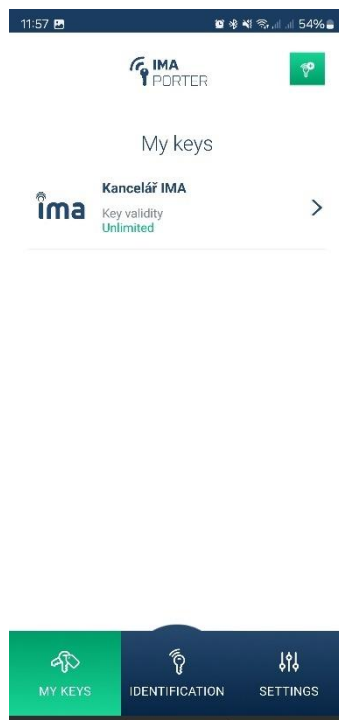 11:57 54%
IMA
PORTER
My keys
ima
Kancelář IMA
Key validity
Unlimited
MY KEYS IDENTIFICATION SETTINGS